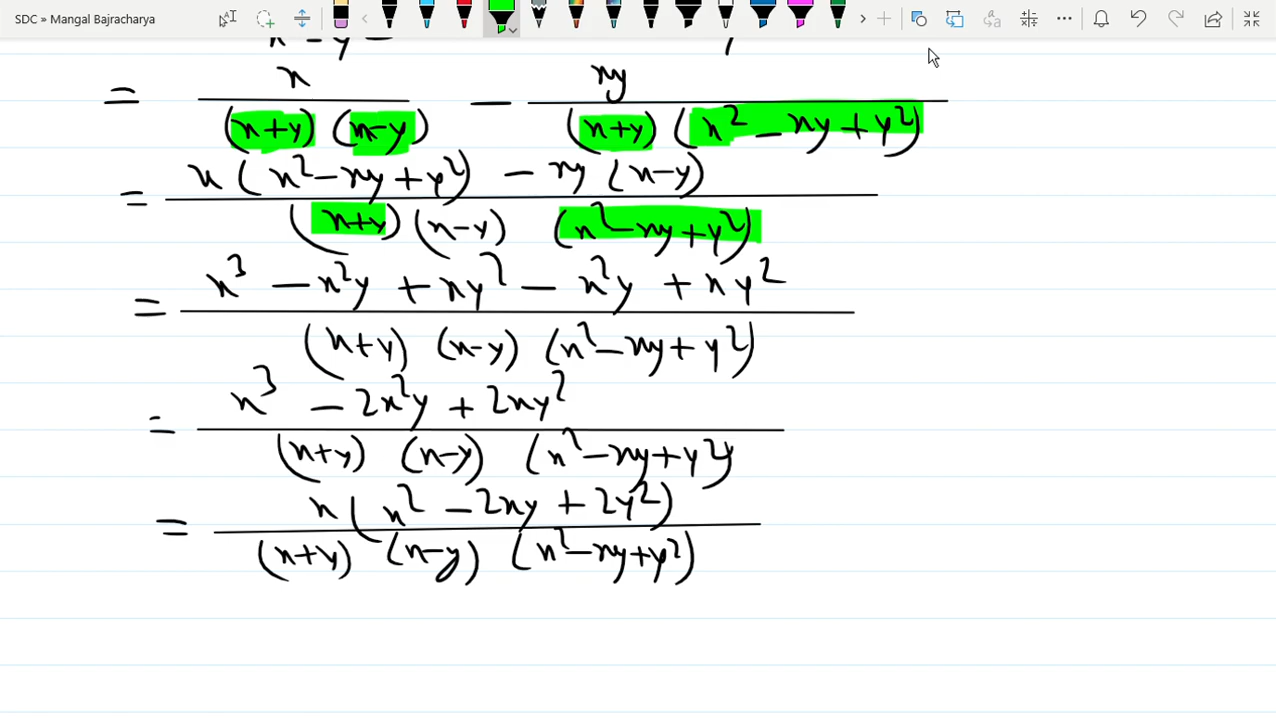 SDC » Mangal Bajracharya
= x / (x+y) (x-y) - xy / (x+y) (x² - xy + y²)
= x (x² - xy + y²) - xy (x-y) / (x+y) (x-y) (x² - xy + y²)
= x³ - x²y + xy² - x²y + xy² / (x+y) (x-y) (x² - xy + y²)
= x³ - 2x²y + 2xy² / (x+y) (x-y) (x² - xy + y²)
= x (x² - 2xy + 2y²) / (x+y) (x-y) (x² - xy + y²)